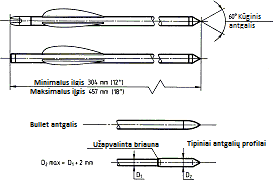 60° Kūginis
antgalis
Minimalus ilgis 304 mm (12")
Maksimalus ilgis 457 mm (18")
Bullet antgalis
Užapvalinta briauna
Tipiniai antgalių profiliai
D₂ max = D₁ + 2 mm
D₁
D₂